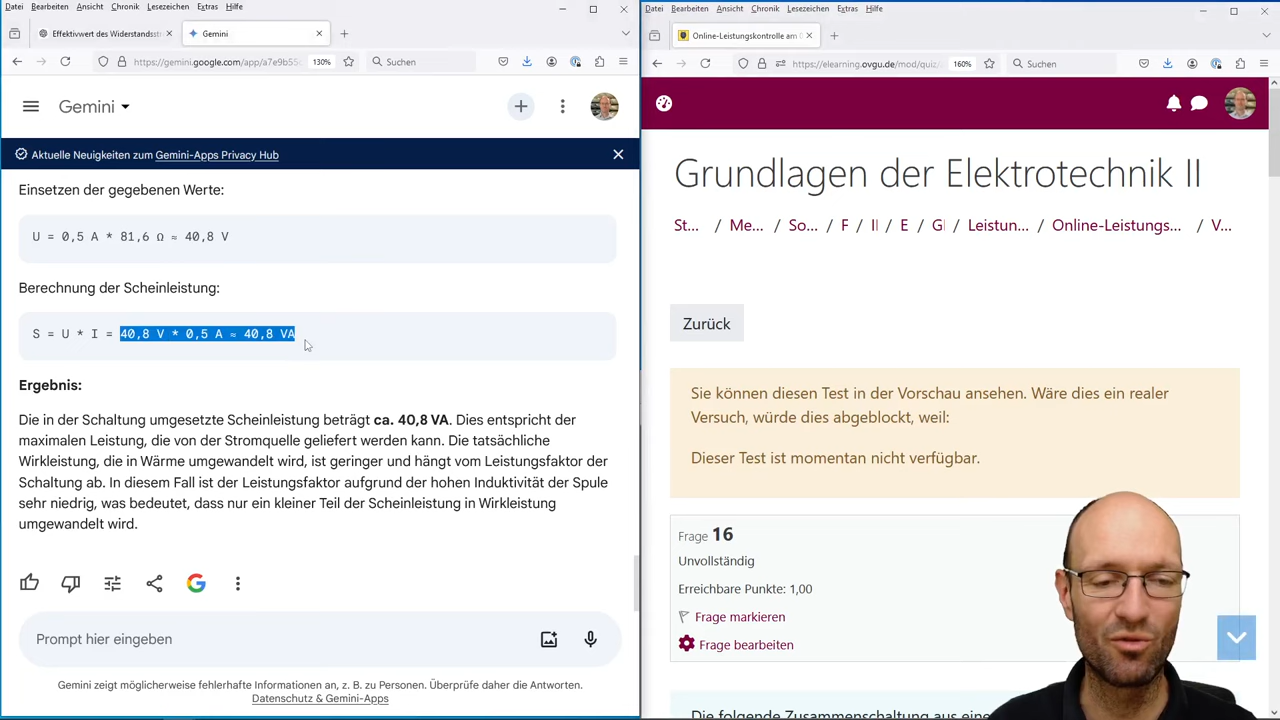 Datei Bearbeiten Ansicht Chronik Lesezeichen Extras Hilfe
Effektivwert des Widerstandsst
Gemini
https://gemini.google.com/app/a7e9b55
130%
Suchen
Gemini
Aktuelle Neuigkeiten zum Gemini-Apps Privacy Hub
Einsetzen der gegebenen Werte:
U = 0,5 A * 81,6 Ω ≈ 40,8 V
Berechnung der Scheinleistung:
S = U * I = 40,8 V * 0,5 A ≈ 40,8 VA
Ergebnis:
Die in der Schaltung umgesetzte Scheinleistung beträgt ca. 40,8 VA. Dies entspricht der
maximalen Leistung, die von der Stromquelle geliefert werden kann. Die tatsächliche
Wirkleistung, die in Wärme umgewandelt wird, ist geringer und hängt vom Leistungsfaktor der
Schaltung ab. In diesem Fall ist der Leistungsfaktor aufgrund der hohen Induktivität der Spule
sehr niedrig, was bedeutet, dass nur ein kleiner Teil der Scheinleistung in Wirkleistung
umgewandelt wird.
Prompt hier eingeben
Gemini zeigt möglicherweise fehlerhafte Informationen an, z. B. zu Personen. Überprüfe daher die Antworten.
Datenschutz & Gemini-Apps
Datei Bearbeiten Ansicht Chronik Lesezeichen Extras Hilfe
Online-Leistungskontrolle am
https://elearning.ovgu.de/mod/quiz
160%
Suchen
Grundlagen der Elektrotechnik II
St... / Me... / So... / F / II / E / Gl / Leistun... / Online-Leistungs... / V...
Zurück
Sie können diesen Test in der Vorschau ansehen. Wäre dies ein realer
Versuch, würde dies abgeblockt, weil:
Dieser Test ist momentan nicht verfügbar.
Frage 16
Unvollständig
Erreichbare Punkte: 1,00
Frage markieren
Frage bearbeiten
Die folgende Zusammenschaltung aus eine